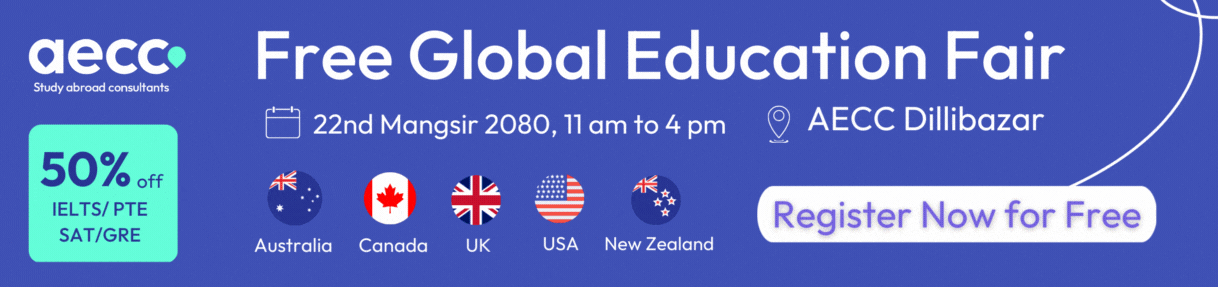 aecc
Study abroad consultants
Free Global Education Fair
22nd Mangsir 2080, 11 am to 4 pm
AECC Dillibazar
50% off
IELTS/ PTE
SAT/GRE
Australia
Canada
UK
USA
New Zealand
Register Now for Free